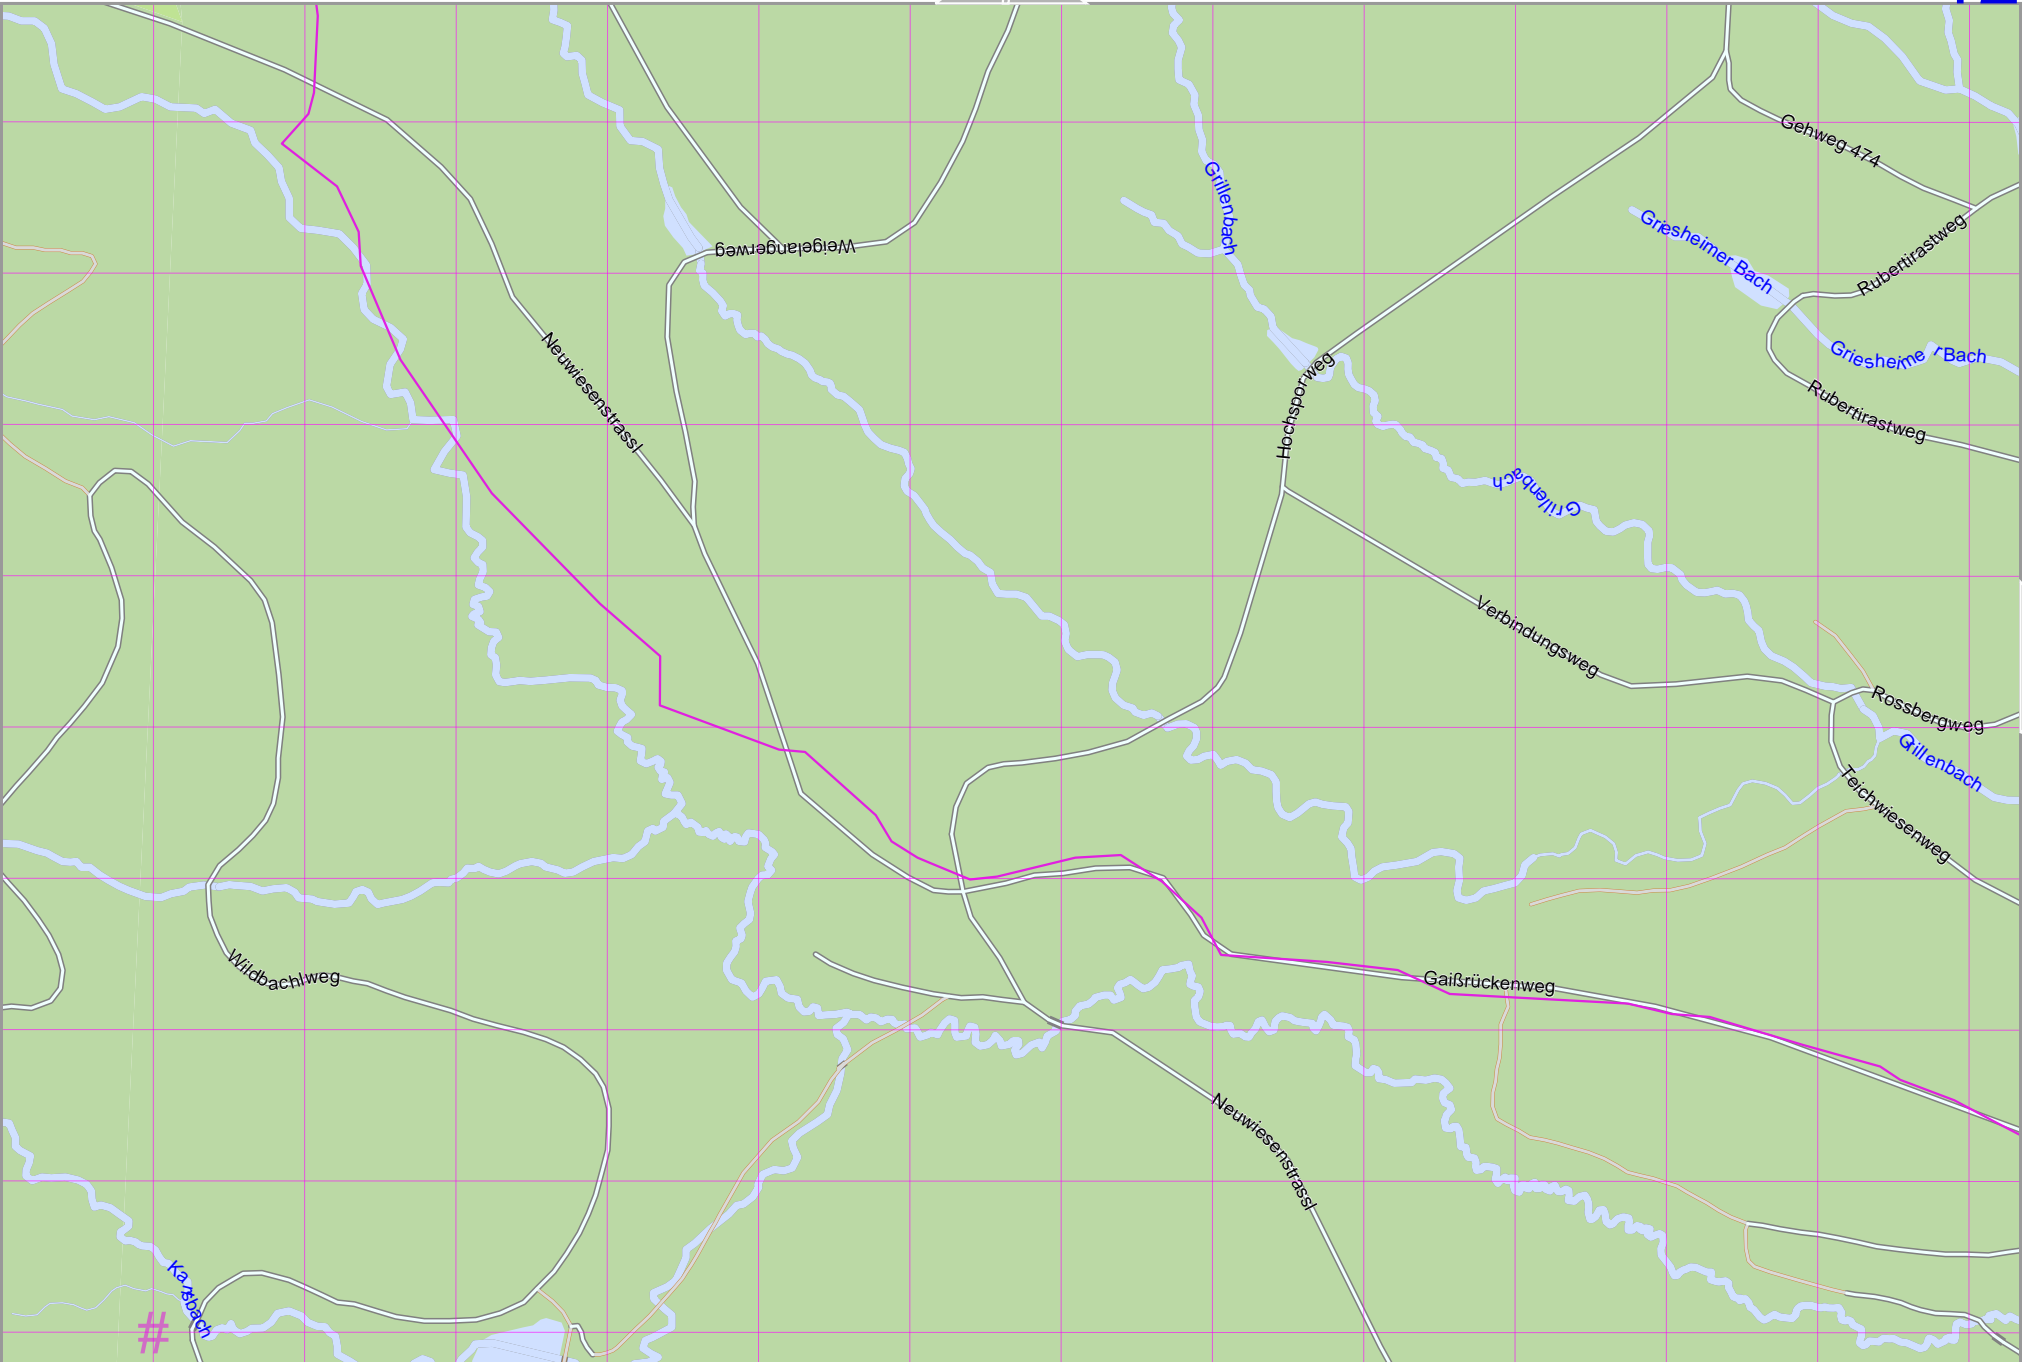 Gehweg 474
Grillenbach
Griesheimer Bach
Rubertirastweg
Weigelangerweg
Neuwiesenstrassl
Hochsporweg
Griesheime rBach
Rubertirastweg
Grillenbach
Verbindungsweg
Rossbergweg
Grillenbach
Teichwiesenweg
Wildbachlweg
Gaißrückenweg
Neuwiesenstrassl
#